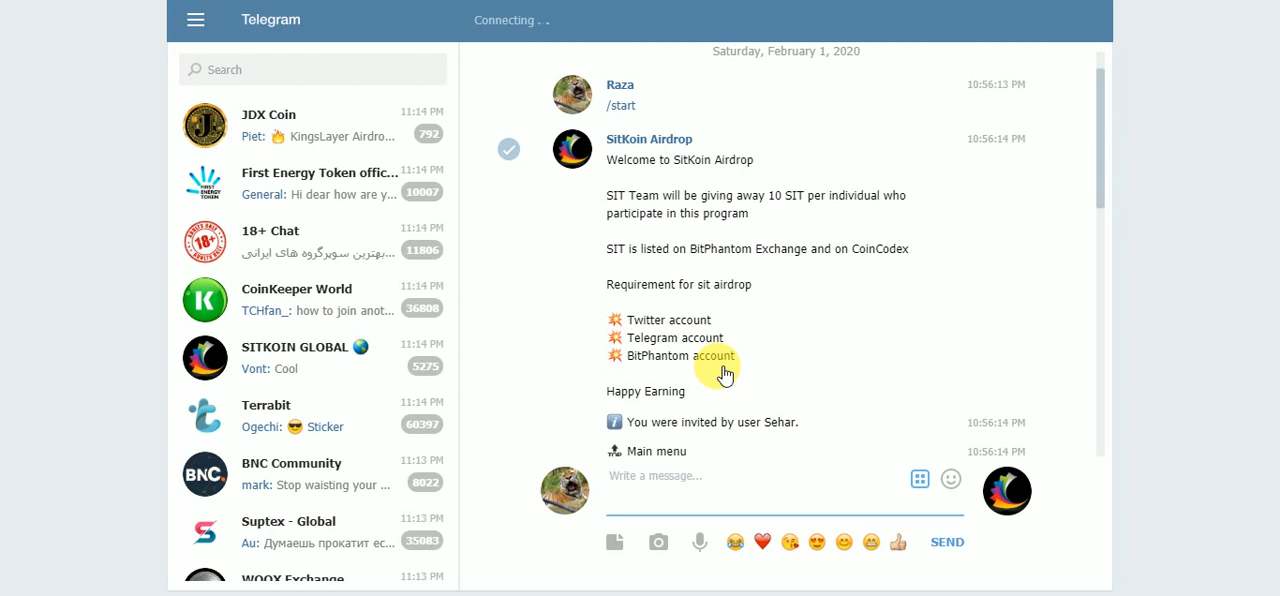 Telegram
Connecting ...
Search
JDX Coin 11:14 PM
Piet: 🔥 KingsLayer Airdro... 792
First Energy Token offic... 11:14 PM
General: Hi dear how are y... 10007
18+ Chat 11:14 PM
بهترین سوپرگروه های ایرانی... 11806
CoinKeeper World 11:14 PM
TCHfan_: how to join anot... 36808
SITKOIN GLOBAL 🌎 11:14 PM
Vont: Cool 5275
Terrabit 11:14 PM
Ogechi: 😎 Sticker 60397
BNC Community 11:13 PM
mark: Stop waisting your ... 8022
Suptex - Global 11:13 PM
Au: Думаешь прокатит ес... 35083
WOOX Exchange 11:13 PM
Saturday, February 1, 2020
Raza 10:56:13 PM
/start
SitKoin Airdrop 10:56:14 PM
Welcome to SitKoin Airdrop
SIT Team will be giving away 10 SIT per individual who
participate in this program
SIT is listed on BitPhantom Exchange and on CoinCodex
Requirement for sit airdrop
💥 Twitter account
💥 Telegram account
💥 BitPhantom account
Happy Earning
ℹ️ You were invited by user Sehar. 10:56:14 PM
🔝 Main menu 10:56:14 PM
Write a message...
SEND
J
FIRST
ENERGY
TOKEN
18+
K
BNC